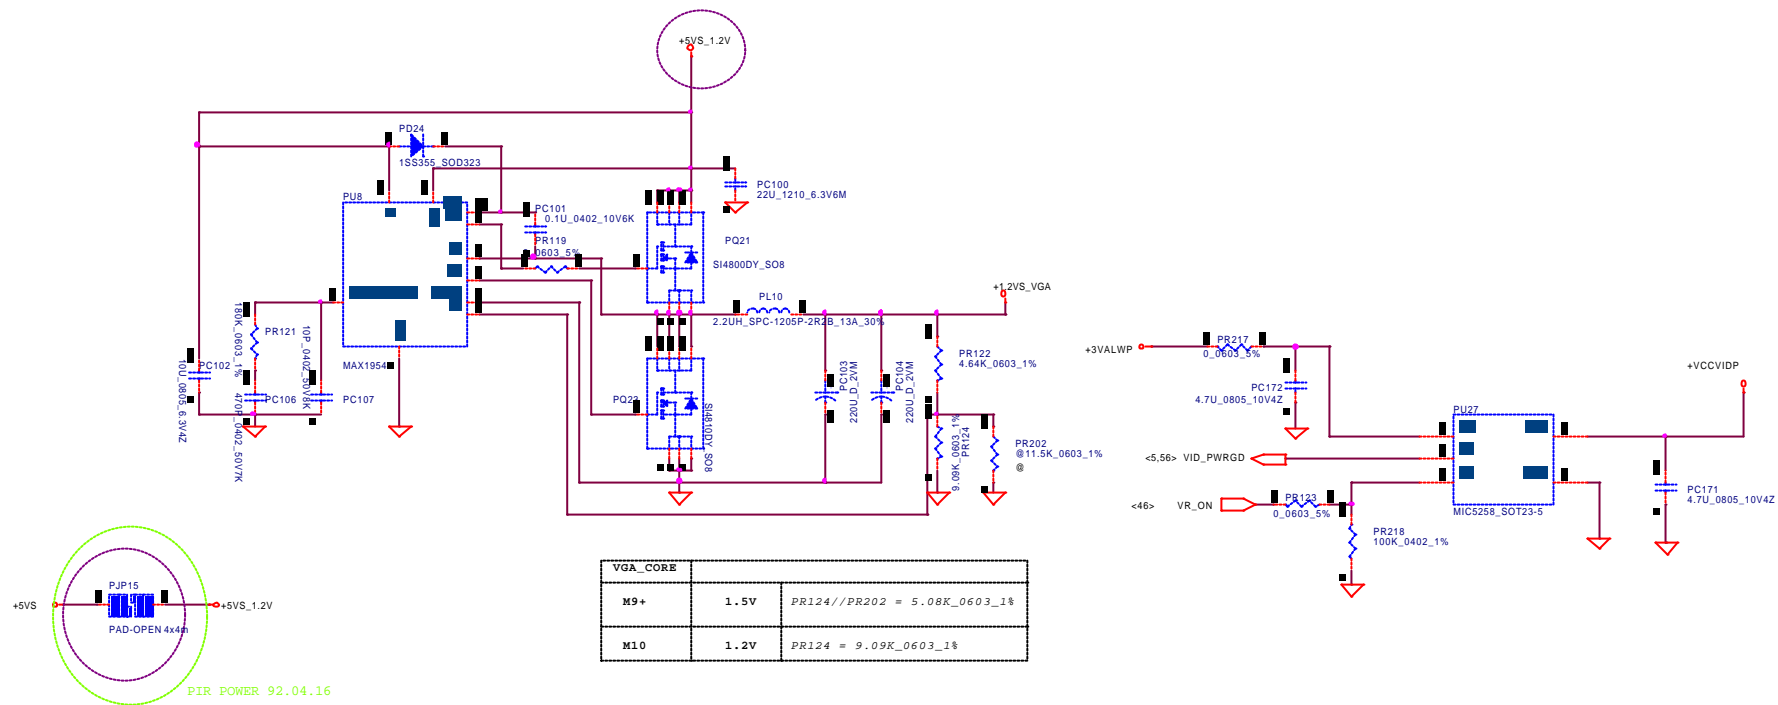 +5VS_1.2V
PD24
1SS355_SOD323
PC100
22U_1210_6.3V6M
PU8
PC101
0.1U_0402_10V6K
PR119
0603_5%
PQ21
SI4800DY_SO8
+1.2VS_VGA
PL10
2.2UH_SPC-1205P-2R2B_13A_30%
180K_0603_1%
PR121
10P_0402_50V8K
PC102
10U_0805_6.3V4Z
MAX1954
PC106
470P_0402_50V7K
PC107
PQ22
SI4810DY_SO8
PC103
220U_D_2VM
PC104
220U_D_2VM
PR122
4.64K_0603_1%
9.09K_0603_1%
PR124
PR202
@11.5K_0603_1%
@
+3VALWP
PR217
0_0603_5%
PC172
4.7U_0805_10V4Z
+VCCVIDP
PU27
<5,56> VID_PWRGD
<46> VR_ON
PR123
0_0603_5%
MIC5258_SOT23-5
PC171
4.7U_0805_10V4Z
PR218
100K_0402_1%
VGA_CORE
M9+ 1.5V PR124//PR202 = 5.08K_0603_1%
M10 1.2V PR124 = 9.09K_0603_1%
PJP15
+5VS
+5VS_1.2V
PAD-OPEN 4x4m
PIR POWER 92.04.16